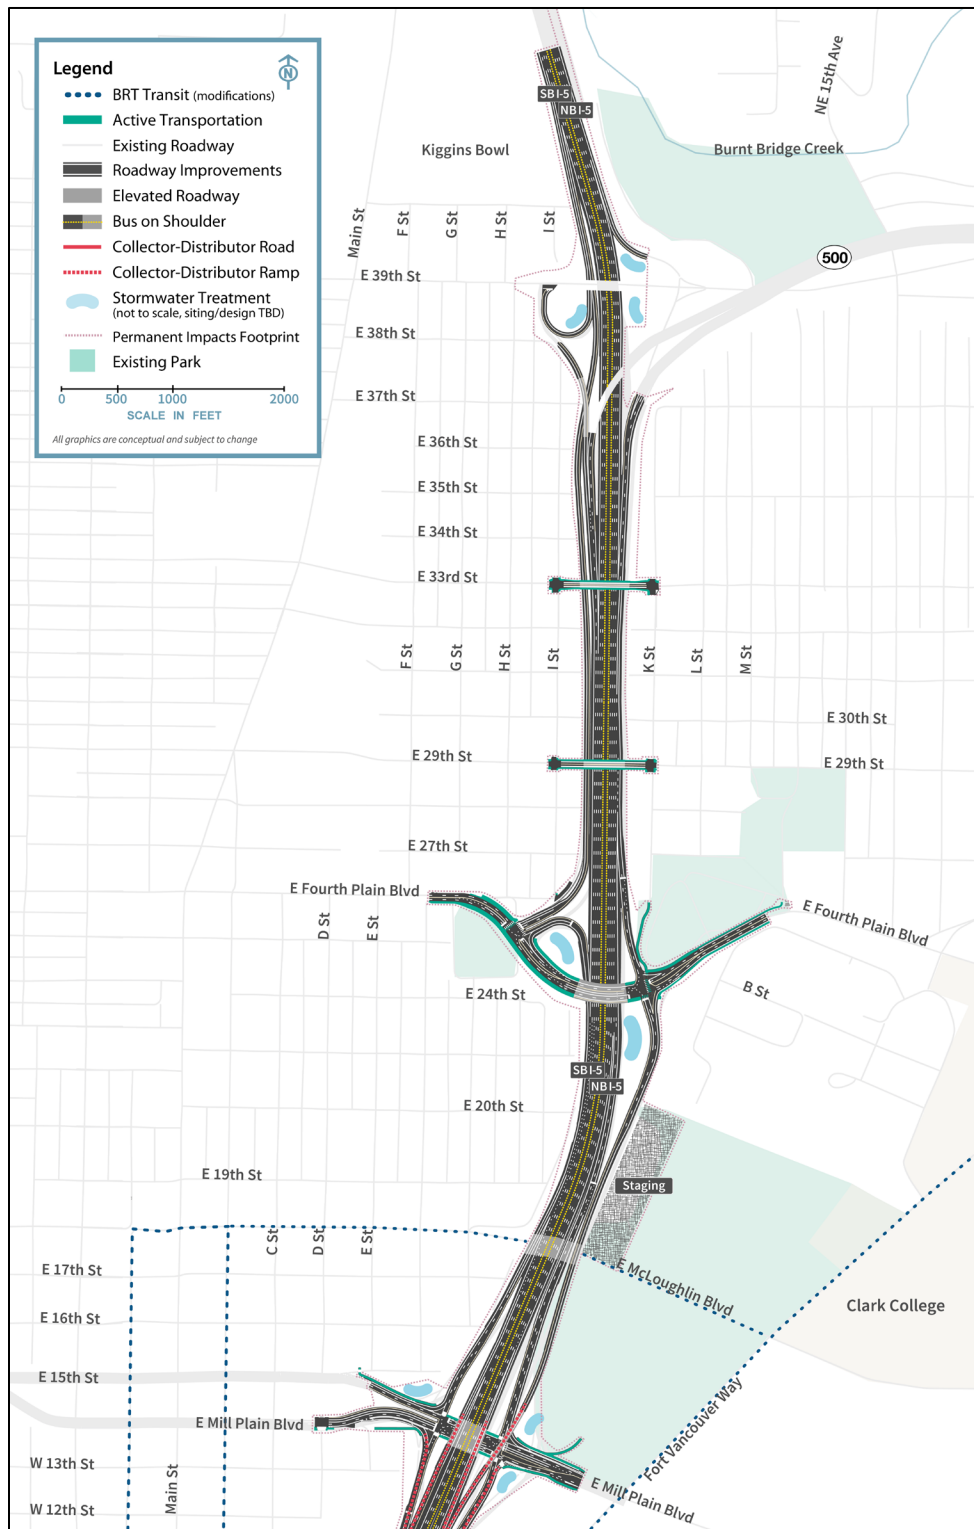 Legend
N
BRT Transit (modifications)
Active Transportation
Existing Roadway
Roadway Improvements
Elevated Roadway
Bus on Shoulder
Collector-Distributor Road
Collector-Distributor Ramp
Stormwater Treatment
(not to scale, siting/design TBD)
Permanent Impacts Footprint
Existing Park
0 500 1000 2000
SCALE IN FEET
All graphics are conceptual and subject to change
NE 15th Ave
SBI-5
NBI-5
Kiggins Bowl
Burnt Bridge Creek
Main St
F St
G St
H St
I St
500
E 39th St
E 38th St
E 37th St
E 36th St
E 35th St
E 34th St
E 33rd St
F St
G St
H St
I St
K St
L St
M St
E 30th St
E 29th St
E 29th St
E 27th St
E Fourth Plain Blvd
E Fourth Plain Blvd
D St
E St
E 24th St
B St
SBI-5
NBI-5
E 20th St
E 19th St
Staging
C St
D St
E St
E 17th St
E McLoughlin Blvd
E 16th St
Clark College
E 15th St
E Mill Plain Blvd
Fort Vancouver Way
W 13th St
Main St
E Mill Plain Blvd
W 12th St